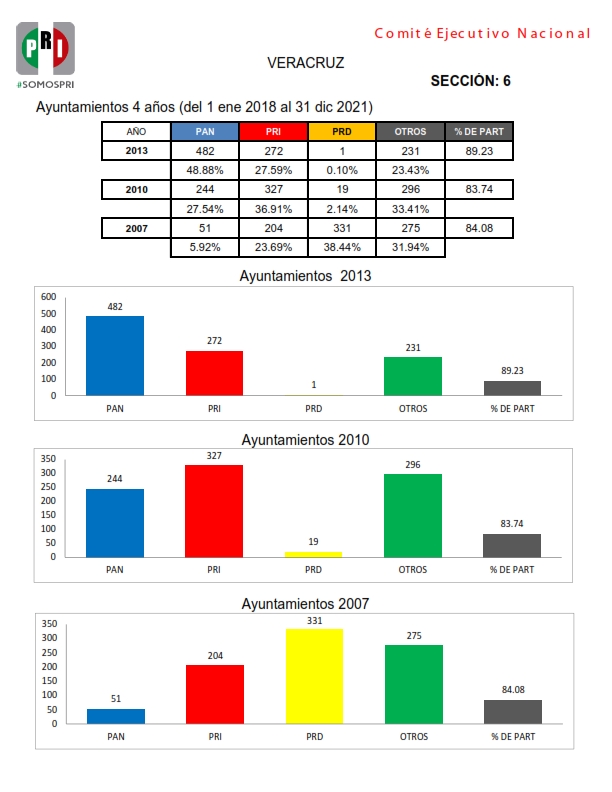 Comité Ejecutivo Nacional
PRI
#SOMOSPRI
VERACRUZ
SECCIÓN: 6
Ayuntamientos 4 años (del 1 ene 2018 al 31 dic 2021)
AÑO PAN PRI PRD OTROS % DE PART
2013 482 272 1 231 89.23
48.88% 27.59% 0.10% 23.43%
2010 244 327 19 296 83.74
27.54% 36.91% 2.14% 33.41%
2007 51 204 331 275 84.08
5.92% 23.69% 38.44% 31.94%
Ayuntamientos 2013
600
500
400
300
200
100
0
482
272
1
231
89.23
PAN PRI PRD OTROS % DE PART
Ayuntamientos 2010
350
300
250
200
150
100
50
0
244
327
19
296
83.74
PAN PRI PRD OTROS % DE PART
Ayuntamientos 2007
350
300
250
200
150
100
50
0
51
204
331
275
84.08
PAN PRI PRD OTROS % DE PART